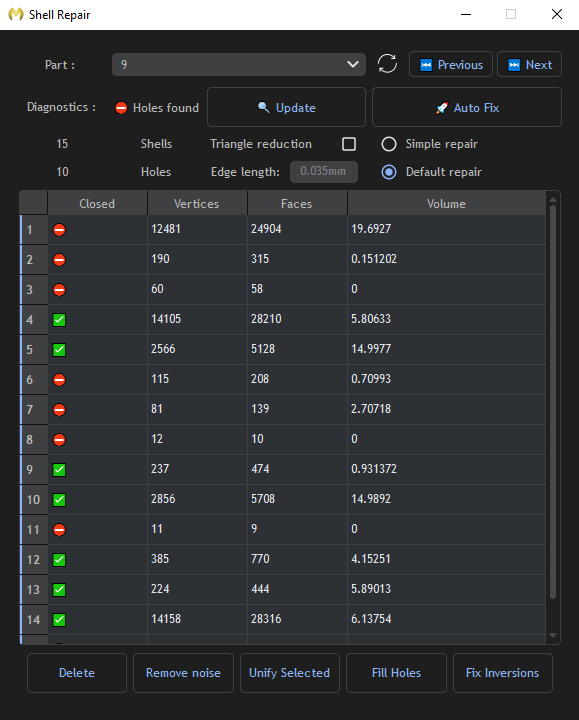 Shell Repair
Part : 9 Previous Next
Diagnostics : Holes found Update Auto Fix
15 Shells Triangle reduction Simple repair
10 Holes Edge length: 0.035mm Default repair
Closed Vertices Faces Volume
1 12481 24904 19.6927
2 190 315 0.151202
3 60 58 0
4 14105 28210 5.80633
5 2566 5128 14.9977
6 115 208 0.70993
7 81 139 2.70718
8 12 10 0
9 237 474 0.931372
10 2856 5708 14.9892
11 11 9 0
12 385 770 4.15251
13 224 444 5.89013
14 14158 28316 6.13754
Delete Remove noise Unify Selected Fill Holes Fix Inversions